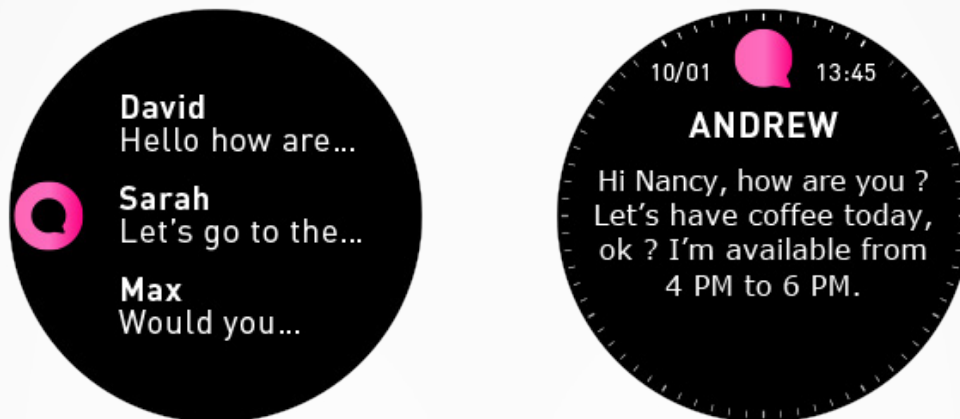 David
Hello how are...
Sarah
Let's go to the...
Max
Would you...
10/01
13:45
ANDREW
Hi Nancy, how are you ?
Let's have coffee today,
ok ? I'm available from
4 PM to 6 PM.